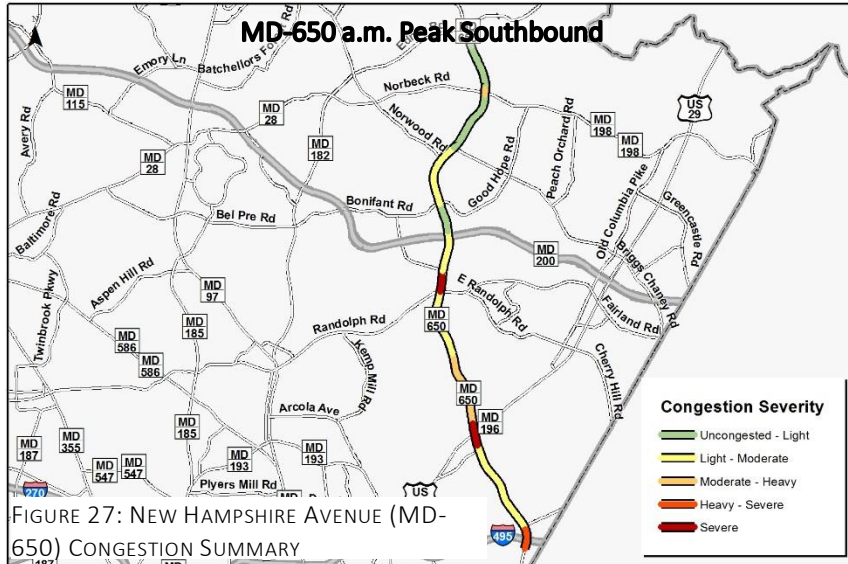 MD-650 a.m. Peak Southbound
Emory Ln
Norbeck Rd
MD
115
MD
28
US
29
Avery Rd
MD
182
Norwood Rd
Peach Orchard Rd
MD
198
MD
198
MD
28
Good Hope Rd
Old Columbia Pike
Bonifant Rd
Bel Pre Rd
Greencastle Rd
Baltimore Rd
MD
200
Briggs Chaney Rd
Aspen Hill Rd
MD
97
E Randolph Rd
Fairland Rd
Twinbrook Pkwy
MD
185
Randolph Rd
MD
650
MD
586
MD
586
Kemp Mill Rd
Cherry Hill Rd
MD
650
Arcola Ave
MD
196
MD
185
MD
187
MD
355
MD
547
MD
547
MD
193
MD
193
Plyers Mill Rd
270
US
495
187
Congestion Severity
Uncongested - Light
Light - Moderate
Moderate - Heavy
Heavy - Severe
Severe
FIGURE 27: NEW HAMPSHIRE AVENUE (MD-
650) CONGESTION SUMMARY